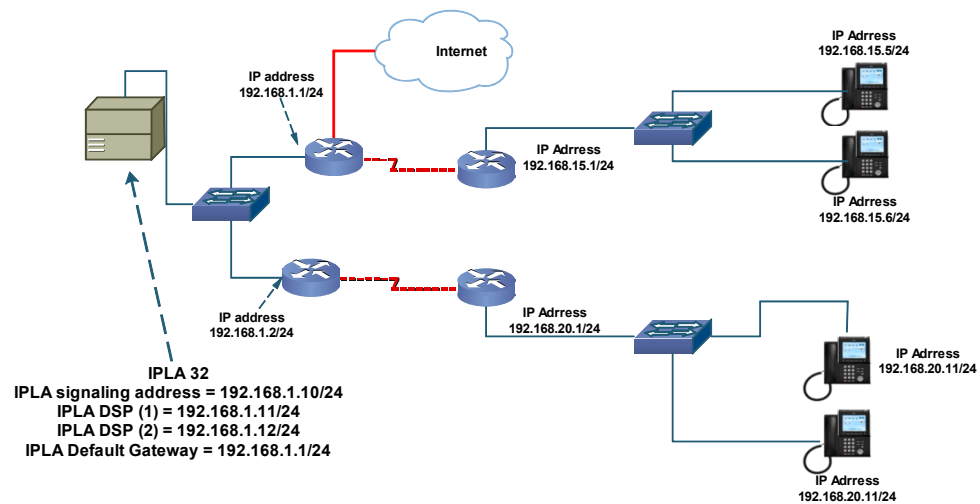 Internet
IP address
192.168.1.1/24
IP Adrress
192.168.15.5/24
IP Adrress
192.168.15.1/24
IP Adrress
192.168.15.6/24
IP address
192.168.1.2/24
IP Adrress
192.168.20.1/24
IP Adrress
192.168.20.11/24
IPLA 32
IPLA signaling address = 192.168.1.10/24
IPLA DSP (1) = 192.168.1.11/24
IPLA DSP (2) = 192.168.1.12/24
IPLA Default Gateway = 192.168.1.1/24
IP Adrress
192.168.20.11/24